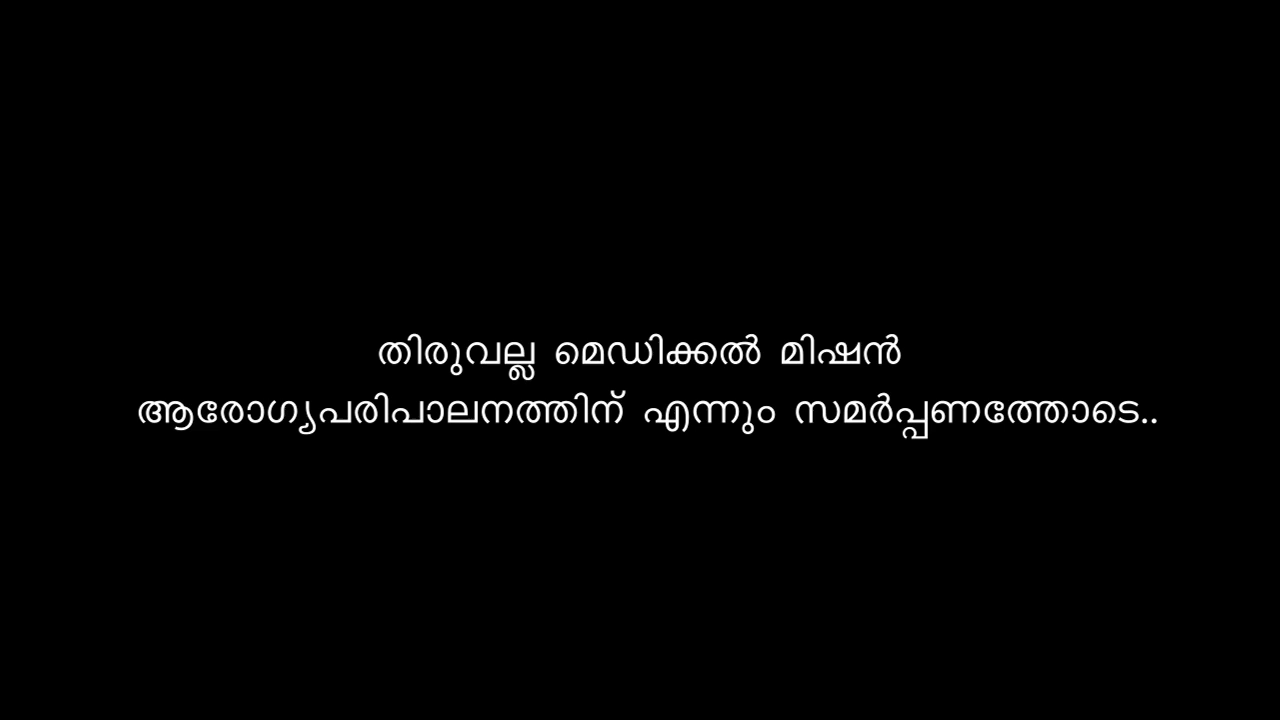 തിരുവല്ല മെഡിക്കൽ മിഷൻ
ആരോഗ്യപരിപാലനത്തിന് എന്നും സമർപ്പണത്തോടെ..